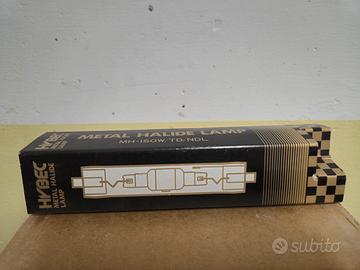 METAL HALIDE LAMP
MH-150W TD-NDL
HYBEC
METAL HALIDE
LAMP
subito